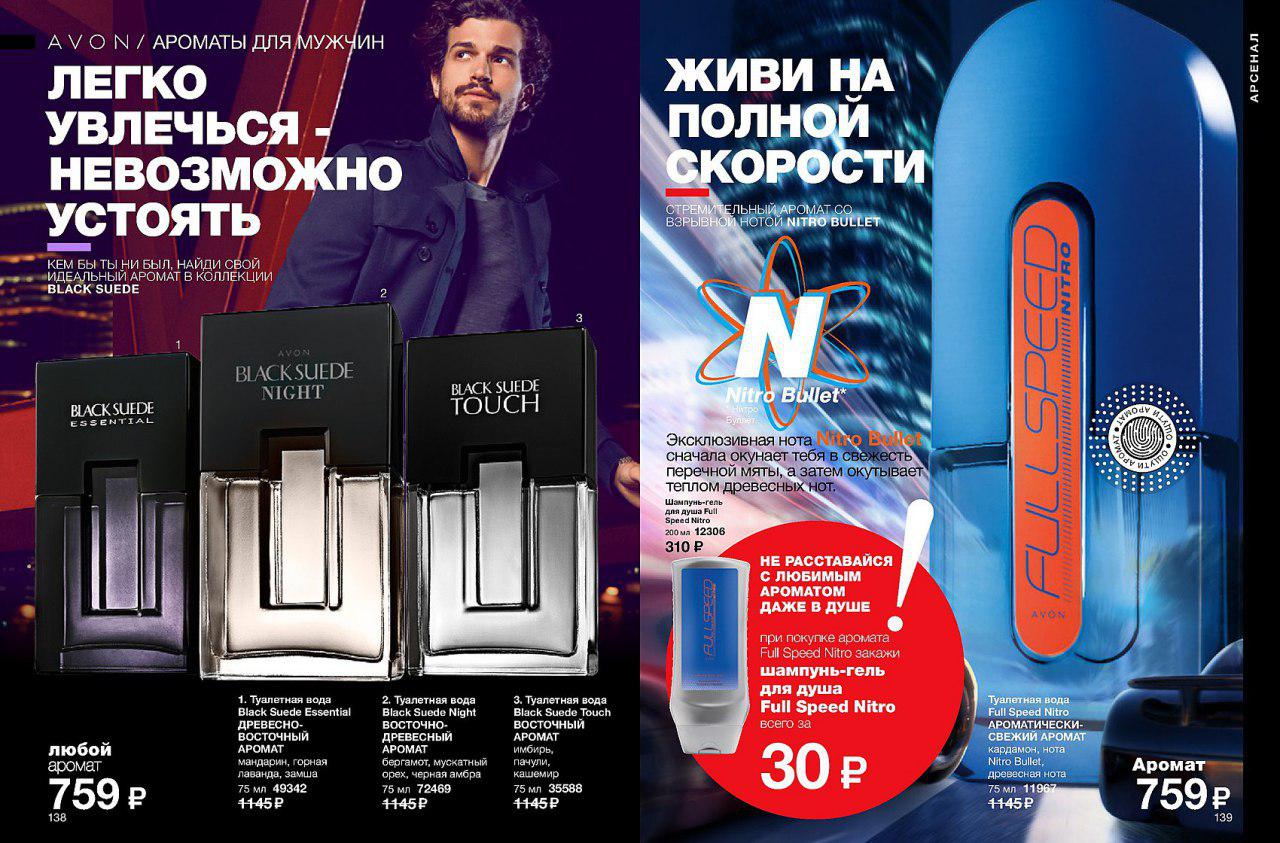 AVON / АРОМАТЫ ДЛЯ МУЖЧИН
ЛЕГКО
УВЛЕЧЬСЯ -
НЕВОЗМОЖНО
УСТОЯТЬ
КЕМ БЫ ТЫ НИ БЫЛ, НАЙДИ СВОЙ
ИДЕАЛЬНЫЙ АРОМАТ В КОЛЛЕКЦИИ
BLACK SUEDE
1
BLACK SUEDE
ESSENTIAL
2
AVON
BLACK SUEDE
NIGHT
3
BLACK SUEDE
TOUCH
любой
аромат
759 ₽
138
1. Туалетная вода
Black Suede Essential
ДРЕВЕСНО-
ВОСТОЧНЫЙ
АРОМАТ
мандарин, горная
лаванда, замша
75 мл 49342
1145 ₽
2. Туалетная вода
Black Suede Night
ВОСТОЧНО-
ДРЕВЕСНЫЙ
АРОМАТ
бергамот, мускатный
орех, черная амбра
75 мл 72469
1145 ₽
3. Туалетная вода
Black Suede Touch
ВОСТОЧНЫЙ
АРОМАТ
имбирь,
пачули,
кашемир
75 мл 35588
1145 ₽
ЖИВИ НА
ПОЛНОЙ
СКОРОСТИ
СТРЕМИТЕЛЬНЫЙ АРОМАТ СО
ВЗРЫВНОЙ НОТОЙ NITRO BULLET
N
Nitro Bullet*
* Нитро
Буллет
Эксклюзивная нота Nitro Bullet
сначала окунает тебя в свежесть
перечной мяты, а затем окутывает
теплом древесных нот.
Шампунь-гель
для душа Full
Speed Nitro
200 мл 12306
310 ₽
FULL SPEED
НЕ РАССТАВАЙСЯ
С ЛЮБИМЫМ
АРОМАТОМ
ДАЖЕ В ДУШЕ
!
при покупке аромата
Full Speed Nitro закажи
шампунь-гель
для душа
Full Speed Nitro
всего за
30 ₽
FULL SPEED
NITRO
AVON
ОЩУТИ АРОМАТ • ОЩУТИ АРОМАТ •
Туалетная вода
Full Speed Nitro
АРОМАТИЧЕСКИ-
СВЕЖИЙ АРОМАТ
кардамон, нота
Nitro Bullet,
древесная нота
75 мл 11967
1145 ₽
Аромат
759 ₽
139
АРСЕНАЛ